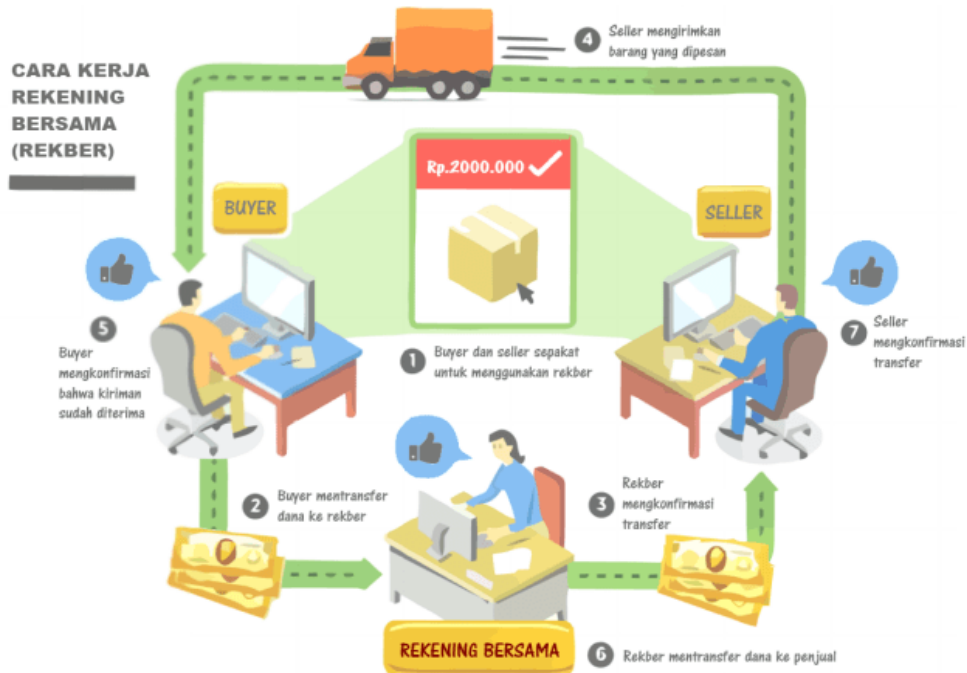 CARA KERJA
REKENING
BERSAMA
(REKBER)
4 Seller mengirimkan
barang yang dipesan
Rp.2000.000
BUYER
SELLER
5
Buyer
mengkonfirmasi
bahwa kiriman
sudah diterima
1 Buyer dan seller sepakat
untuk menggunakan rekber
7 Seller
mengkonfirmasi
transfer
2 Buyer mentransfer
dana ke rekber
3 Rekber
mengkonfirmasi
transfer
REKENING BERSAMA
6 Rekber mentransfer dana ke penjual